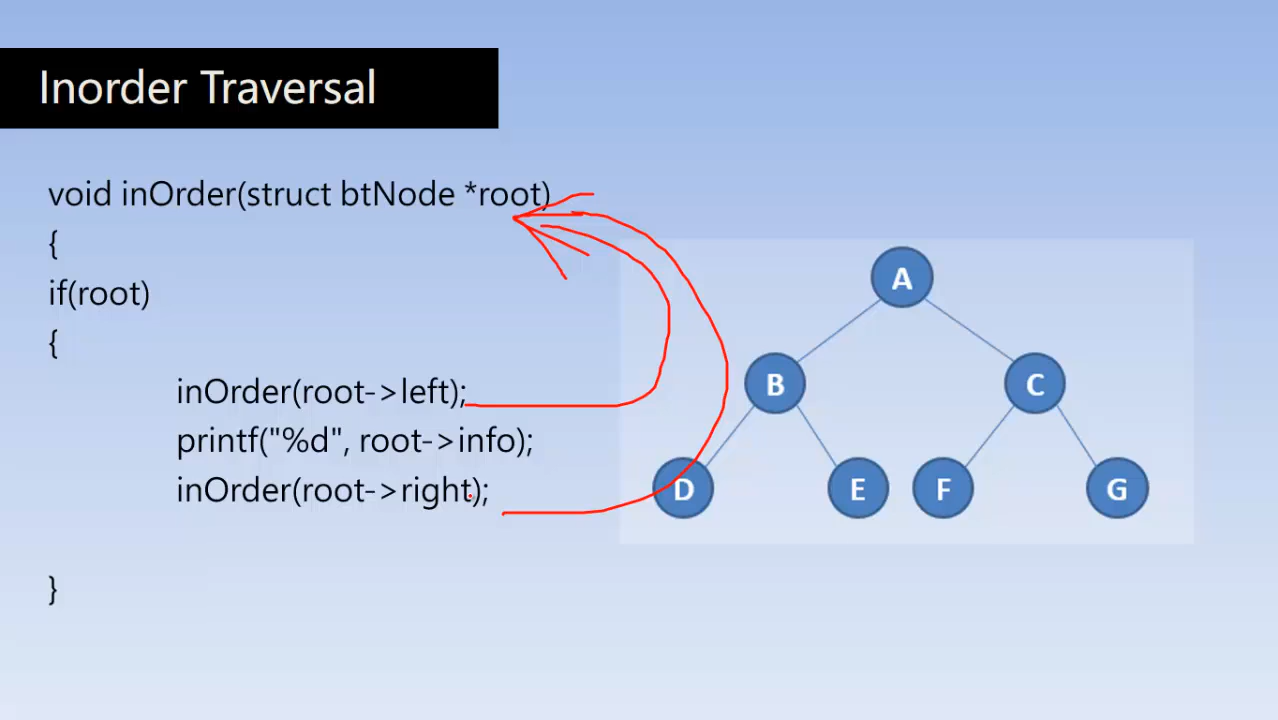 Inorder Traversal
void inOrder(struct btNode *root)
{
if(root)
{
inOrder(root->left);
printf("%d", root->info);
inOrder(root->right);
}
A
B
C
D
E
F
G